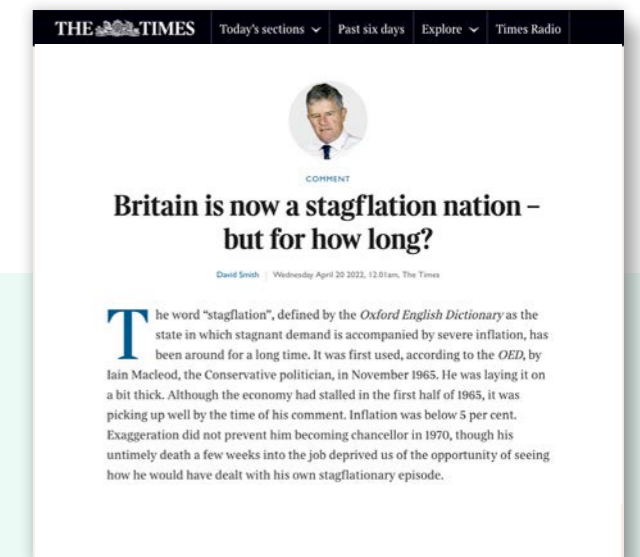 THE TIMES Today's sections Past six days Explore Times Radio
COMMENT
Britain is now a stagflation nation –
but for how long?
David Smith | Wednesday April 20 2022, 12.01am, The Times
The word “stagflation”, defined by the Oxford English Dictionary as the
state in which stagnant demand is accompanied by severe inflation, has
been around for a long time. It was first used, according to the OED, by
Iain Macleod, the Conservative politician, in November 1965. He was laying it on
a bit thick. Although the economy had stalled in the first half of 1965, it was
picking up well by the time of his comment. Inflation was below 5 per cent.
Exaggeration did not prevent him becoming chancellor in 1970, though his
untimely death a few weeks into the job deprived us of the opportunity of seeing
how he would have dealt with his own stagflationary episode.